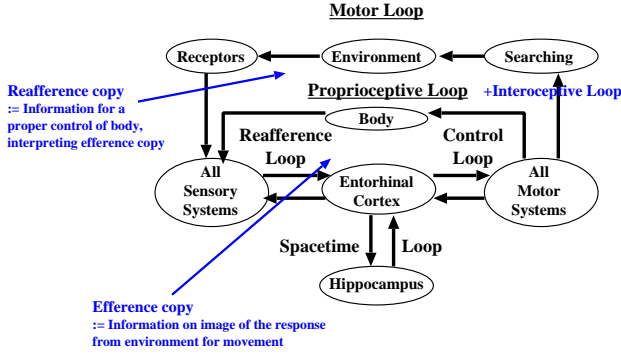 Motor Loop
Receptors
Environment
Searching
Reafference copy
:= Information for a
proper control of body,
interpreting efference copy
Proprioceptive Loop
+Interoceptive Loop
Body
Reafference
Loop
Control
Loop
All
Sensory
Systems
Entorhinal
Cortex
All
Motor
Systems
Spacetime
Loop
Hippocampus
Efference copy
:= Information on image of the response
from environment for movement